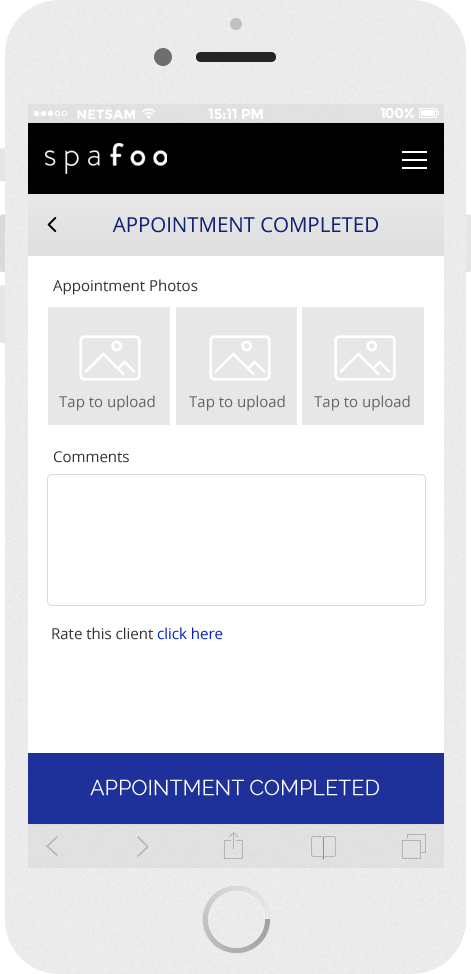 NETSAM 15:11 PM 100%
spafoo
APPOINTMENT COMPLETED
Appointment Photos
Tap to upload Tap to upload Tap to upload
Comments
Rate this client click here
APPOINTMENT COMPLETED